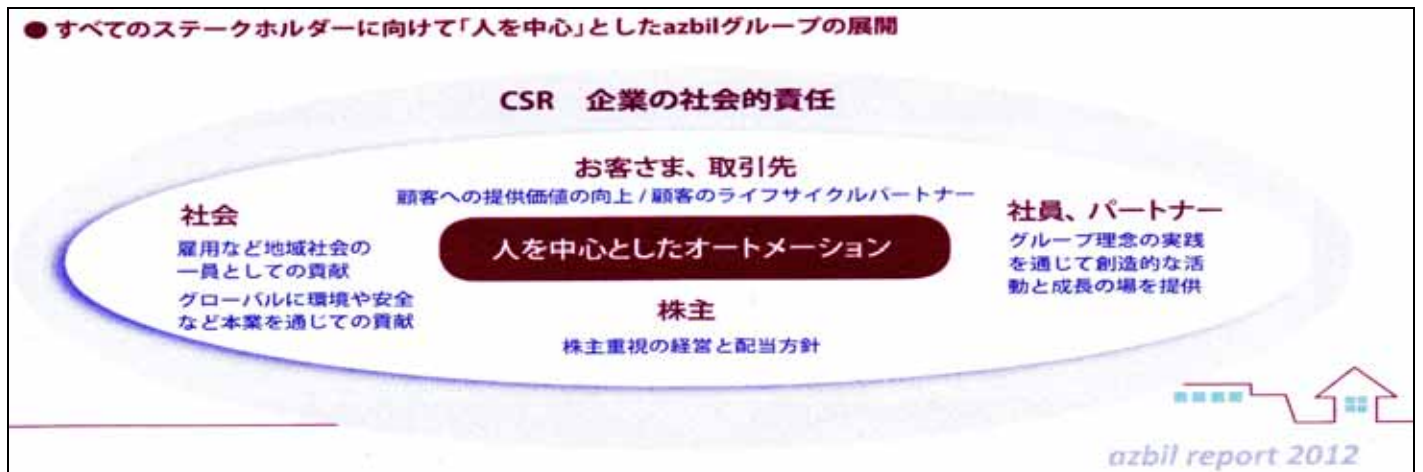 ● すべてのステークホルダーに向けて「人を中心」としたazbilグループの展開
CSR 企業の社会的責任
お客さま、取引先
顧客への提供価値の向上 / 顧客のライフサイクルパートナー
社会
雇用など地域社会の
一員としての貢献
グローバルに環境や安全
など本業を通じての貢献
人を中心としたオートメーション
社員、パートナー
グループ理念の実践
を通じて創造的な活
動と成長の場を提供
株主
株主重視の経営と配当方針
azbil report 2012